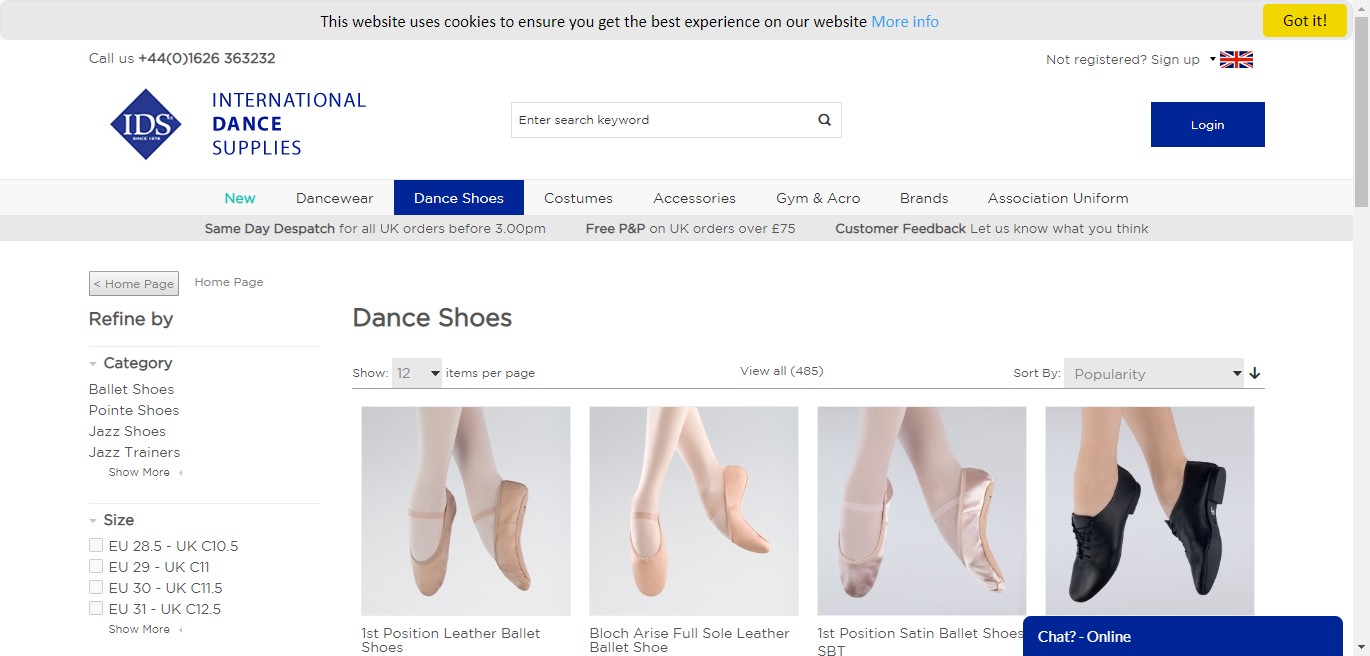 This website uses cookies to ensure you get the best experience on our website More info
Got it!
Call us +44(0)1626 363232
Not registered? Sign up
IDS
SINCE 1978
INTERNATIONAL
DANCE
SUPPLIES
Enter search keyword
Login
New Dancewear Dance Shoes Costumes Accessories Gym & Acro Brands Association Uniform
Same Day Despatch for all UK orders before 3.00pm Free P&P on UK orders over £75 Customer Feedback Let us know what you think
< Home Page Home Page
Refine by
Category
Ballet Shoes
Pointe Shoes
Jazz Shoes
Jazz Trainers
Show More
Size
EU 28.5 - UK C10.5
EU 29 - UK C11
EU 30 - UK C11.5
EU 31 - UK C12.5
Show More
Dance Shoes
Show: 12 items per page
View all (485)
Sort By: Popularity
1st Position Leather Ballet
Shoes
Bloch Arise Full Sole Leather
Ballet Shoe
1st Position Satin Ballet Shoes
SBT
Chat? - Online